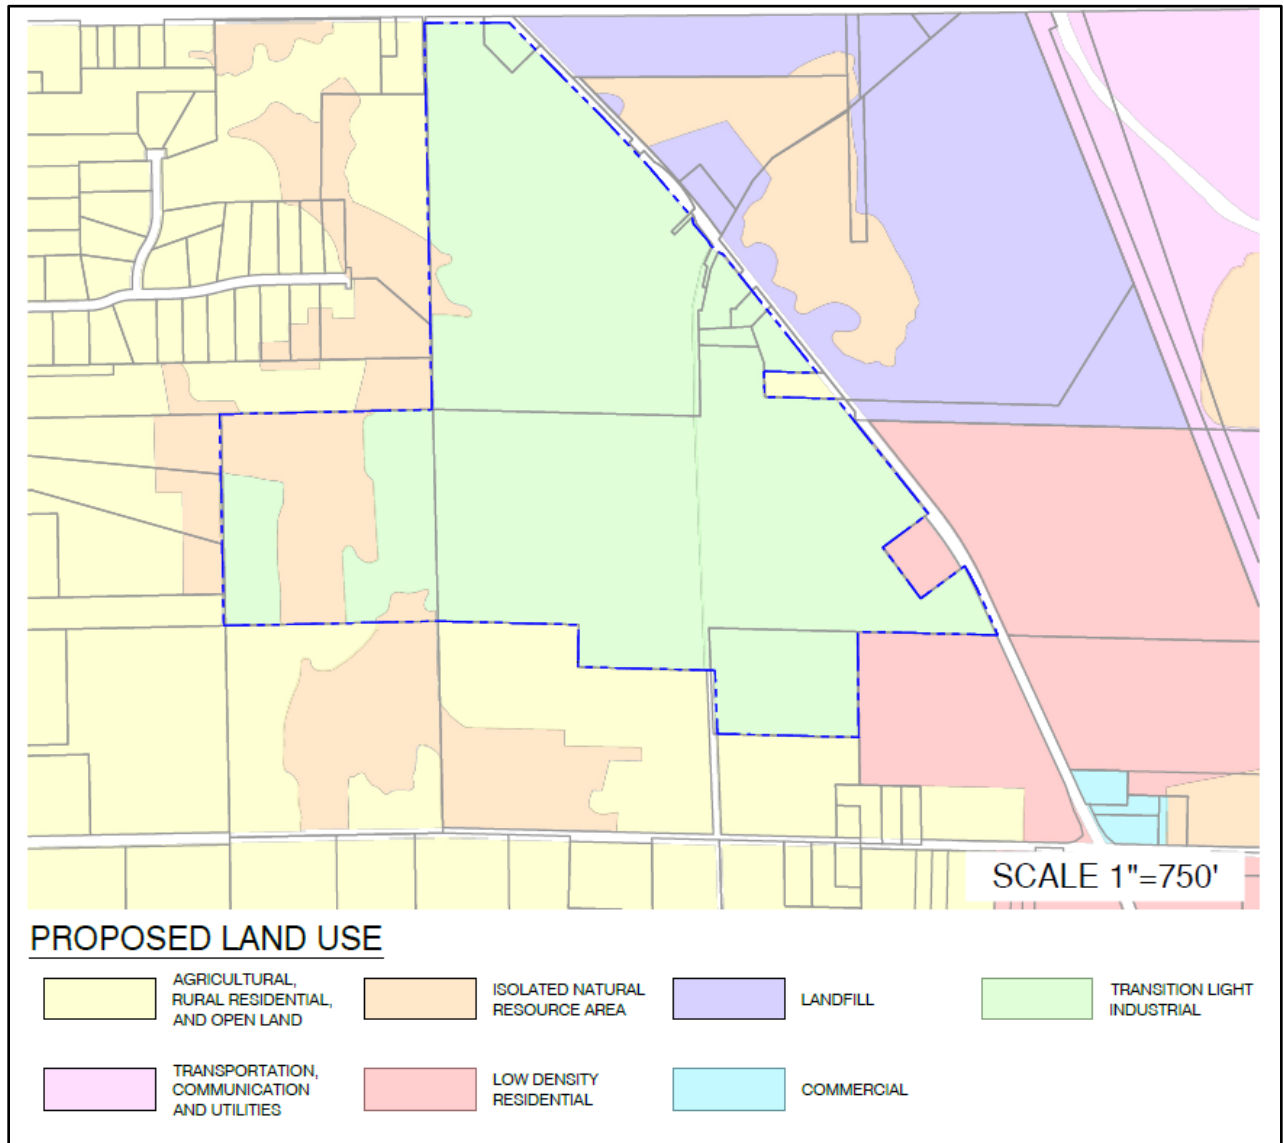 SCALE 1"=750'
PROPOSED LAND USE
AGRICULTURAL,
RURAL RESIDENTIAL,
AND OPEN LAND
ISOLATED NATURAL
RESOURCE AREA
LANDFILL
TRANSITION LIGHT
INDUSTRIAL
TRANSPORTATION,
COMMUNICATION
AND UTILITIES
LOW DENSITY
RESIDENTIAL
COMMERCIAL